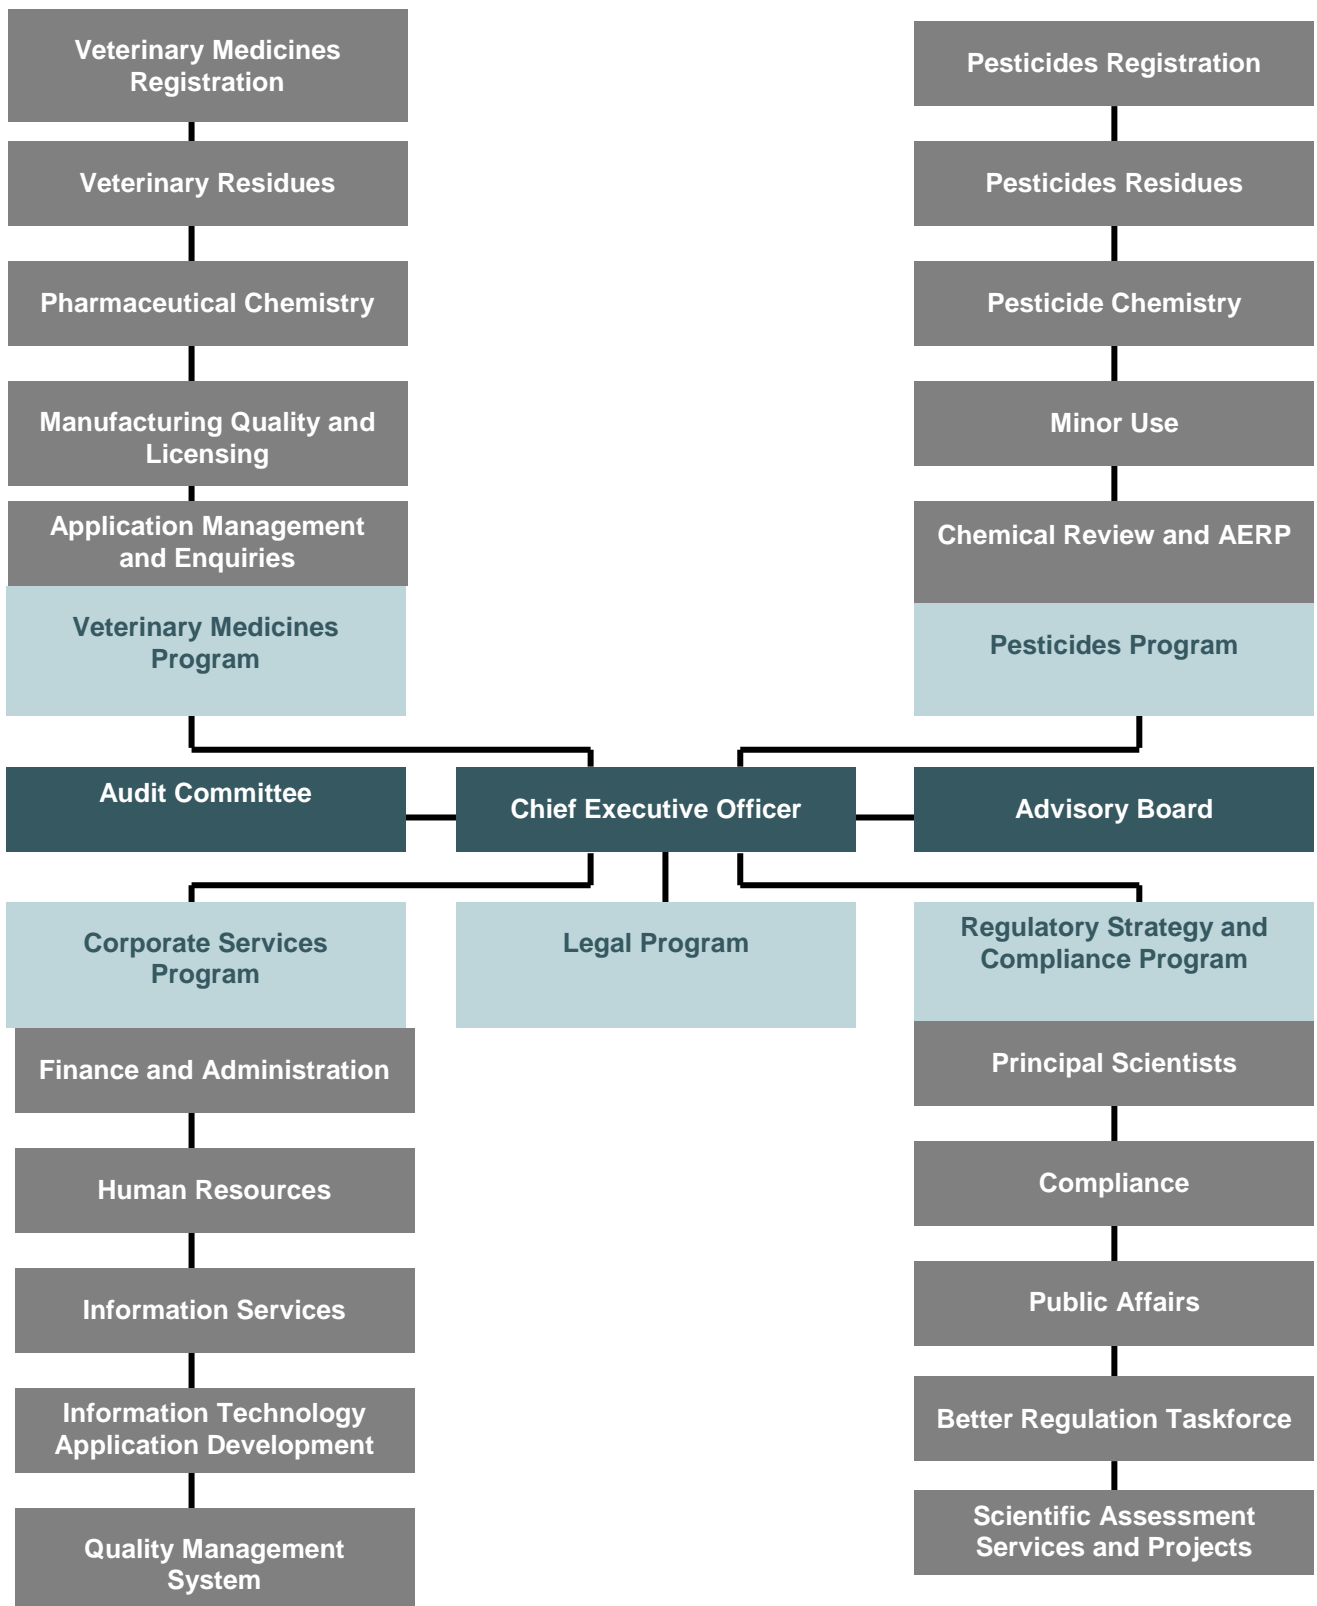 Veterinary Medicines
Registration
Pesticides Registration
Veterinary Residues
Pesticides Residues
Pharmaceutical Chemistry
Pesticide Chemistry
Manufacturing Quality and
Licensing
Minor Use
Application Management
and Enquiries
Chemical Review and AERP
Veterinary Medicines
Program
Pesticides Program
Audit Committee
Chief Executive Officer
Advisory Board
Corporate Services
Program
Legal Program
Regulatory Strategy and
Compliance Program
Finance and Administration
Principal Scientists
Human Resources
Compliance
Information Services
Public Affairs
Information Technology
Application Development
Better Regulation Taskforce
Quality Management
System
Scientific Assessment
Services and Projects